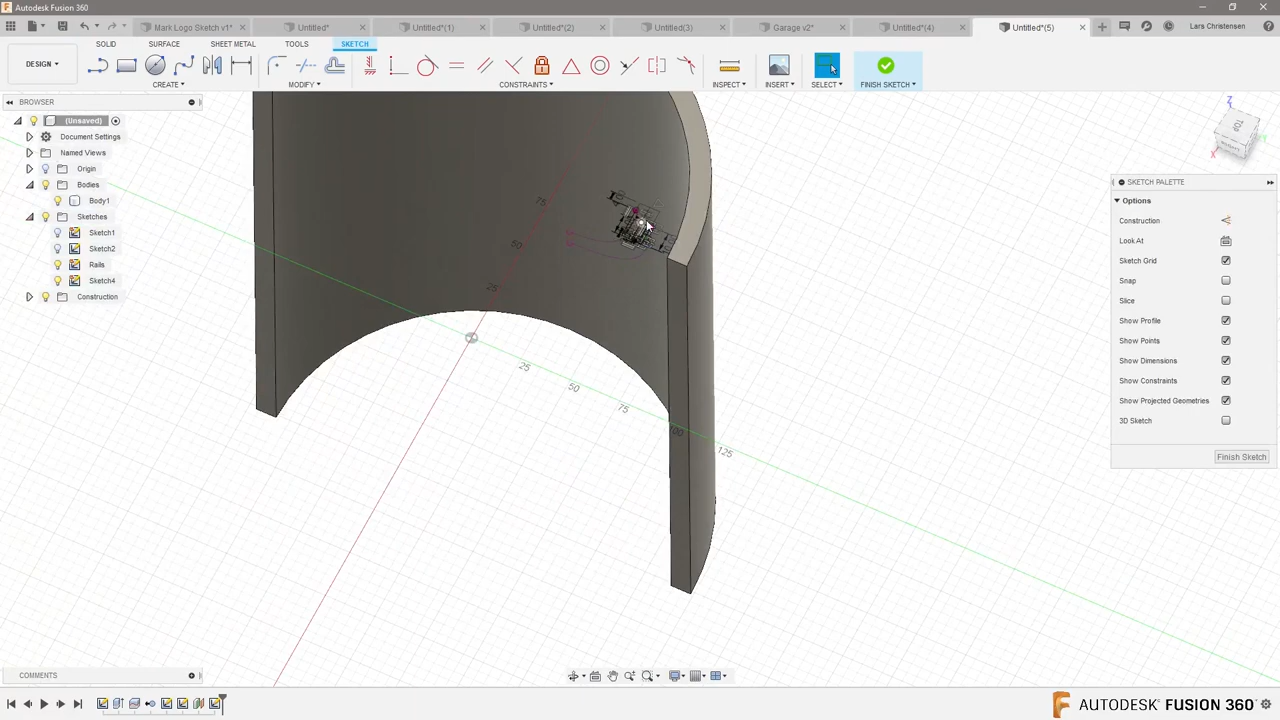 Autodesk Fusion 360
Mark Logo Sketch v1*
Untitled*
Untitled*(1)
Untitled*(2)
Untitled(3)
Garage v2*
Untitled*(4)
Untitled*(5)
Lars Christensen
SOLID
SURFACE
SHEET METAL
TOOLS
SKETCH
DESIGN
CREATE
MODIFY
CONSTRAINTS
INSPECT
INSERT
SELECT
FINISH SKETCH
BROWSER
(Unsaved)
Document Settings
Named Views
Origin
Bodies
Body1
Sketches
Sketch1
Sketch2
Rails
Sketch4
Construction
75
50
25
25
50
75
100
125
Z
TOP
X
SKETCH PALETTE
Options
Construction
Look At
Sketch Grid
Snap
Slice
Show Profile
Show Points
Show Dimensions
Show Constraints
Show Projected Geometries
3D Sketch
Finish Sketch
COMMENTS
AUTODESK FUSION 360